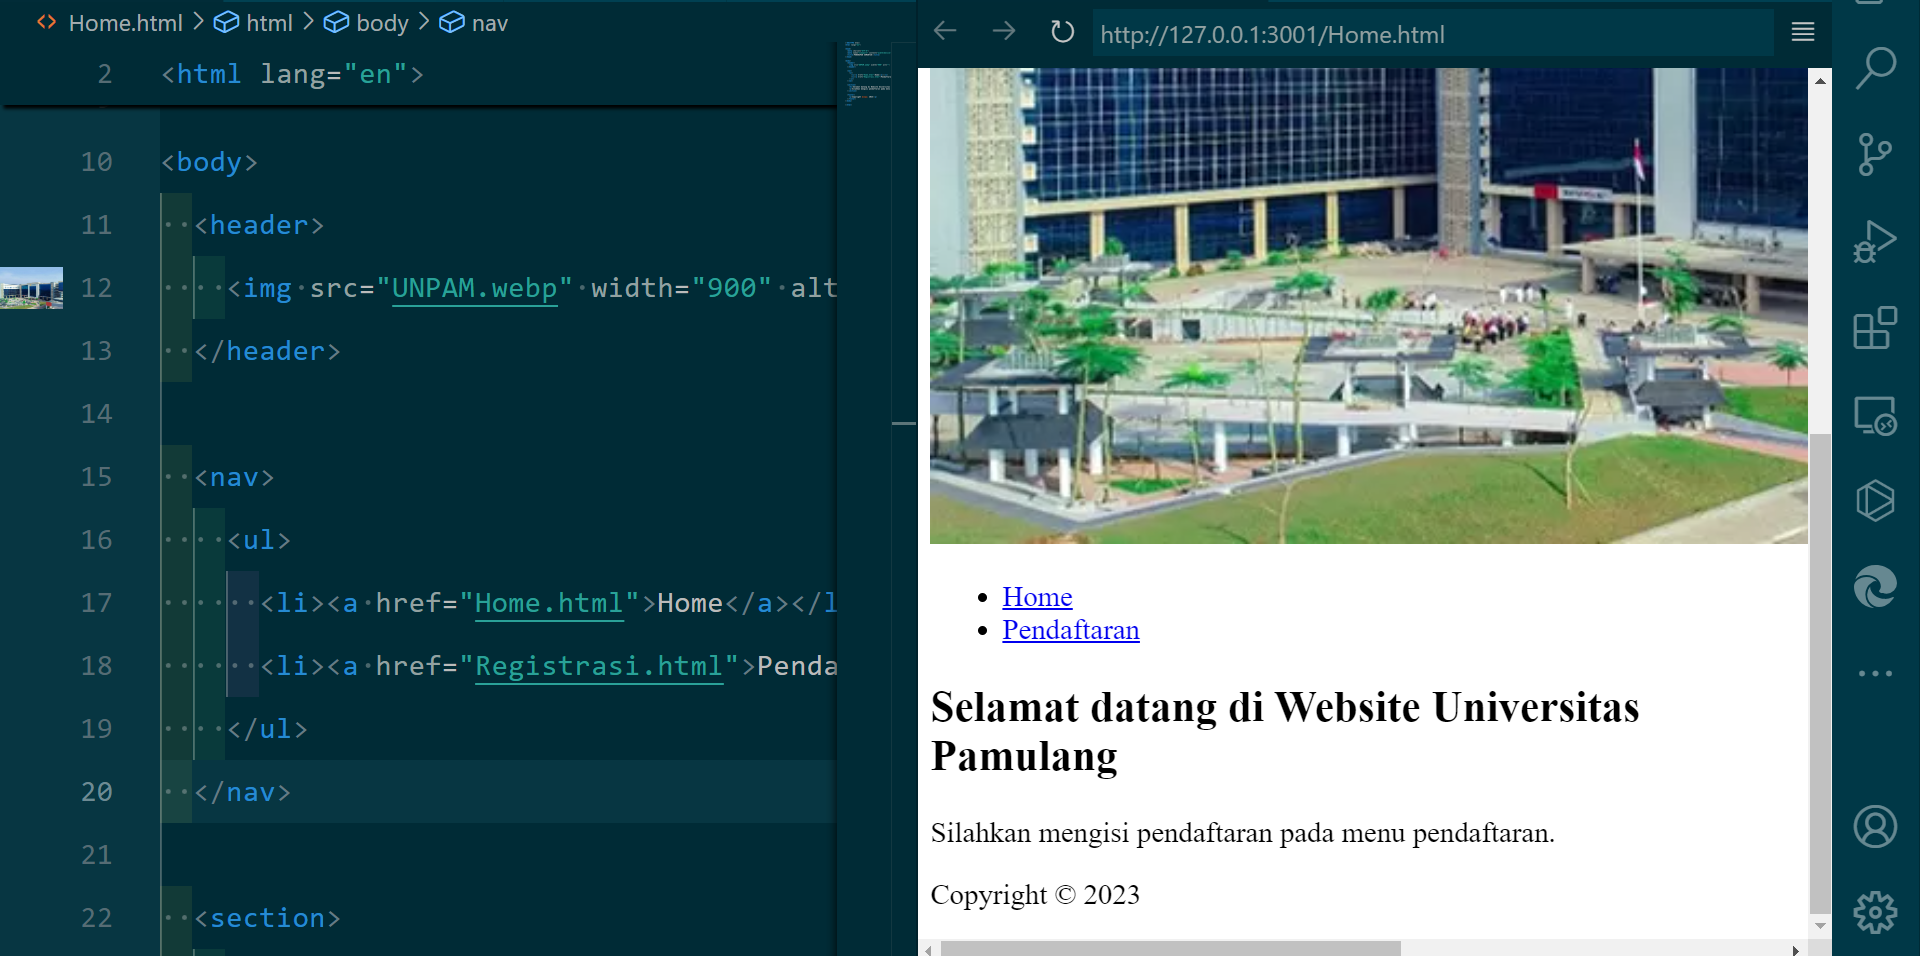 Home.html > html > body > nav
2 <html lang="en">
10 <body>
11 <header>
12 <img src="UNPAM.webp" width="900" alt
13 </header>
14
15 <nav>
16 <ul>
17 <li><a href="Home.html">Home</a></l
18 <li><a href="Registrasi.html">Penda
19 </ul>
20 </nav>
21
22 <section>
http://127.0.0.1:3001/Home.html
Home
Pendaftaran
Selamat datang di Website Universitas
Pamulang
Silahkan mengisi pendaftaran pada menu pendaftaran.
Copyright © 2023